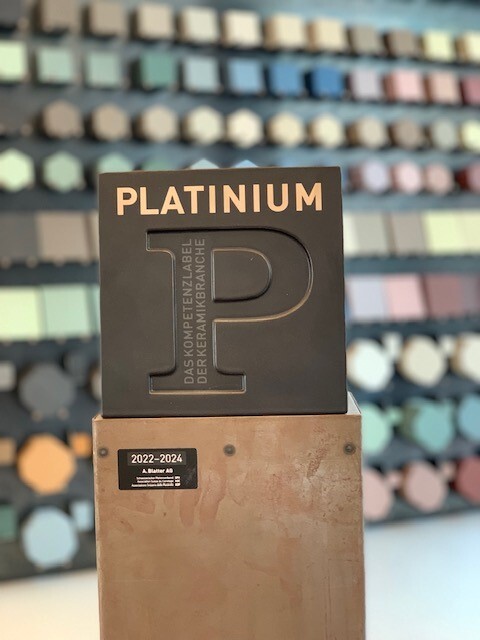 PLATINIUM
P
DAS KOMPETENZLABEL
DER KERAMIKBRANCHE
2022–2024
A. Blatter AG